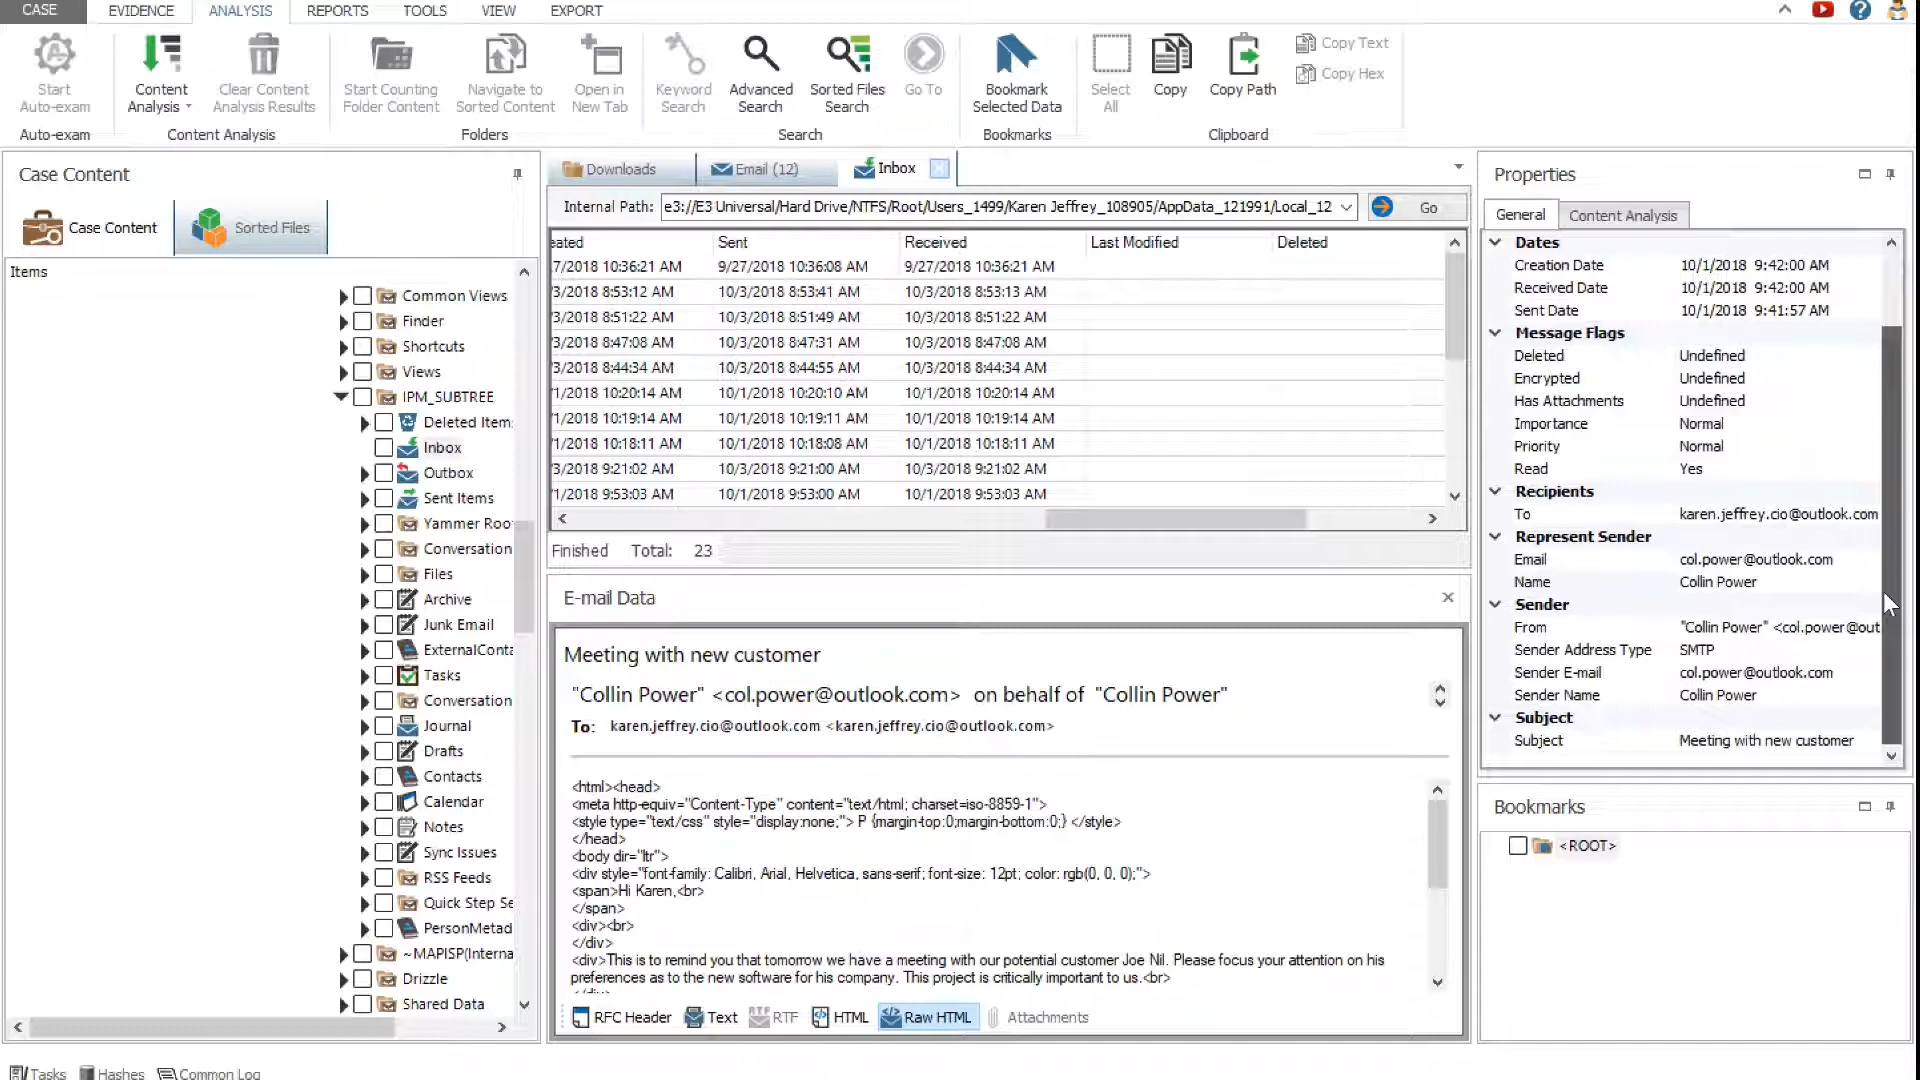 CASE EVIDENCE ANALYSIS REPORTS TOOLS VIEW EXPORT
Start Auto-exam
Content Analysis
Clear Content Analysis Results
Start Counting Folder Content
Navigate to Sorted Content
Open in New Tab
Keyword Search
Advanced Search
Sorted Files Search
Go To
Bookmark Selected Data
Select All
Copy
Copy Path
Copy Text
Copy Hex
Auto-exam Content Analysis Folders Search Bookmarks Clipboard
Case Content
Case Content Sorted Files
Items
Common Views
Finder
Shortcuts
Views
IPM_SUBTREE
Deleted Item
Inbox
Outbox
Sent Items
Yammer Roo
Conversation
Files
Archive
Junk Email
ExternalConta
Tasks
Conversation
Journal
Drafts
Contacts
Calendar
Notes
Sync Issues
RSS Feeds
Quick Step Se
PersonMetad
~MAPISP(Interna
Drizzle
Shared Data
Downloads Email (12) Inbox
Internal Path: e3://E3 Universal/Hard Drive/NTFS/Root/Users_1499/Karen Jeffrey_108905/AppData_121991/Local_12 Go
eated Sent Received Last Modified Deleted
7/2018 10:36:21 AM 9/27/2018 10:36:08 AM 9/27/2018 10:36:21 AM
3/2018 8:53:12 AM 10/3/2018 8:53:41 AM 10/3/2018 8:53:13 AM
3/2018 8:51:22 AM 10/3/2018 8:51:49 AM 10/3/2018 8:51:22 AM
3/2018 8:47:08 AM 10/3/2018 8:47:31 AM 10/3/2018 8:47:08 AM
3/2018 8:44:34 AM 10/3/2018 8:44:55 AM 10/3/2018 8:44:34 AM
1/2018 10:20:14 AM 10/1/2018 10:20:10 AM 10/1/2018 10:20:14 AM
1/2018 10:19:14 AM 10/1/2018 10:19:11 AM 10/1/2018 10:19:14 AM
1/2018 10:18:11 AM 10/1/2018 10:18:08 AM 10/1/2018 10:18:11 AM
3/2018 9:21:02 AM 10/3/2018 9:21:00 AM 10/3/2018 9:21:02 AM
1/2018 9:53:03 AM 10/1/2018 9:53:00 AM 10/1/2018 9:53:03 AM
Finished Total: 23
E-mail Data
Meeting with new customer
"Collin Power" <col.power@outlook.com> on behalf of "Collin Power"
To: karen.jeffrey.cio@outlook.com <karen.jeffrey.cio@outlook.com>
<html><head>
<meta http-equiv="Content-Type" content="text/html; charset=iso-8859-1">
<style type="text/css" style="display:none;"> P {margin-top:0;margin-bottom:0;} </style>
</head>
<body dir="ltr">
<div style="font-family: Calibri, Arial, Helvetica, sans-serif; font-size: 12pt; color: rgb(0, 0, 0);">
<span>Hi Karen,<br>
</span>
<div><br>
</div>
<div>This is to remind you that tomorrow we have a meeting with our potential customer Joe Nil. Please focus your attention on his
preferences as to the new software for his company. This project is critically important to us.<br>
</div>
RFC Header Text RTF HTML Raw HTML Attachments
Properties
General Content Analysis
Dates
Creation Date 10/1/2018 9:42:00 AM
Received Date 10/1/2018 9:42:00 AM
Sent Date 10/1/2018 9:41:57 AM
Message Flags
Deleted Undefined
Encrypted Undefined
Has Attachments Undefined
Importance Normal
Priority Normal
Read Yes
Recipients
To karen.jeffrey.cio@outlook.com
Represent Sender
Email col.power@outlook.com
Name Collin Power
Sender
From "Collin Power" <col.power@out
Sender Address Type SMTP
Sender E-mail col.power@outlook.com
Sender Name Collin Power
Subject
Subject Meeting with new customer
Bookmarks
<ROOT>
Tasks Hashes Common Log